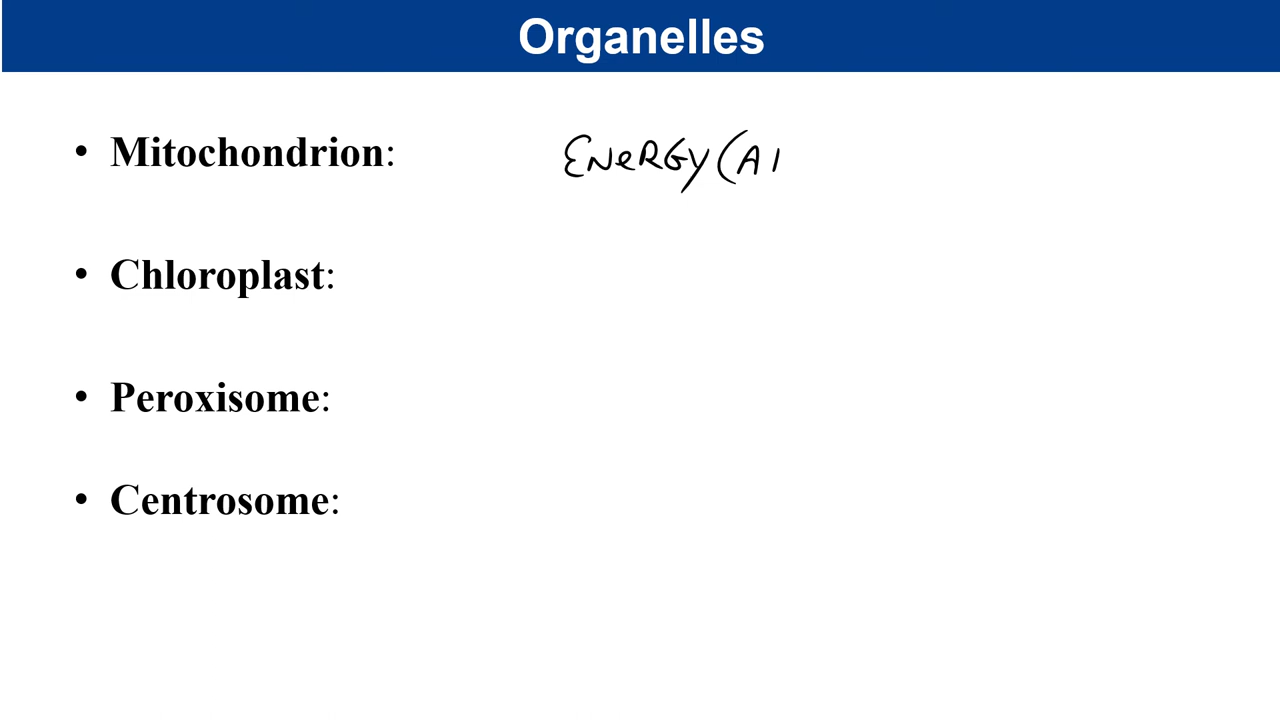 Organelles
• Mitochondrion: ENeRGY (A
• Chloroplast:
• Peroxisome:
• Centrosome: